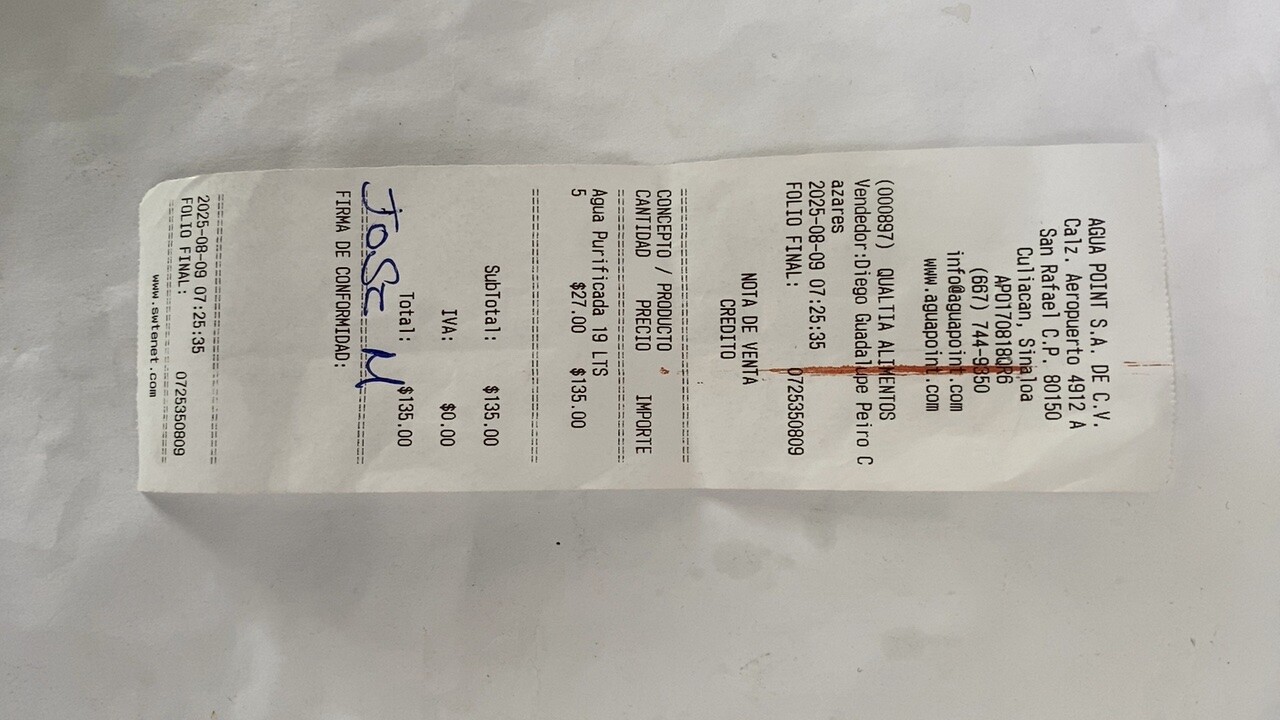 AGUA POINT S.A. DE C.V.
Calz. Aeropuerto 4912 A
San Rafael C.P. 80150
Culiacan, Sinaloa
APO170818QR6
(667) 744-9350
info@aguapoint.com
www.aguapoint.com
(000897) QUALTIA ALIMENTOS
Vendedor:Diego Guadalupe Peiro C
azares
2025-08-09 07:25:35
FOLIO FINAL: 0725350809
NOTA DE VENTA
CREDITO
CONCEPTO / PRODUCTO
CANTIDAD PRECIO IMPORTE
Agua Purificada 19 LTS
5 $27.00 $135.00
SubTotal: $135.00
IVA: $0.00
Total: $135.00
JOSE M
FIRMA DE CONFORMIDAD:
2025-08-09 07:25:35
FOLIO FINAL: 0725350809
www.swtenet.com